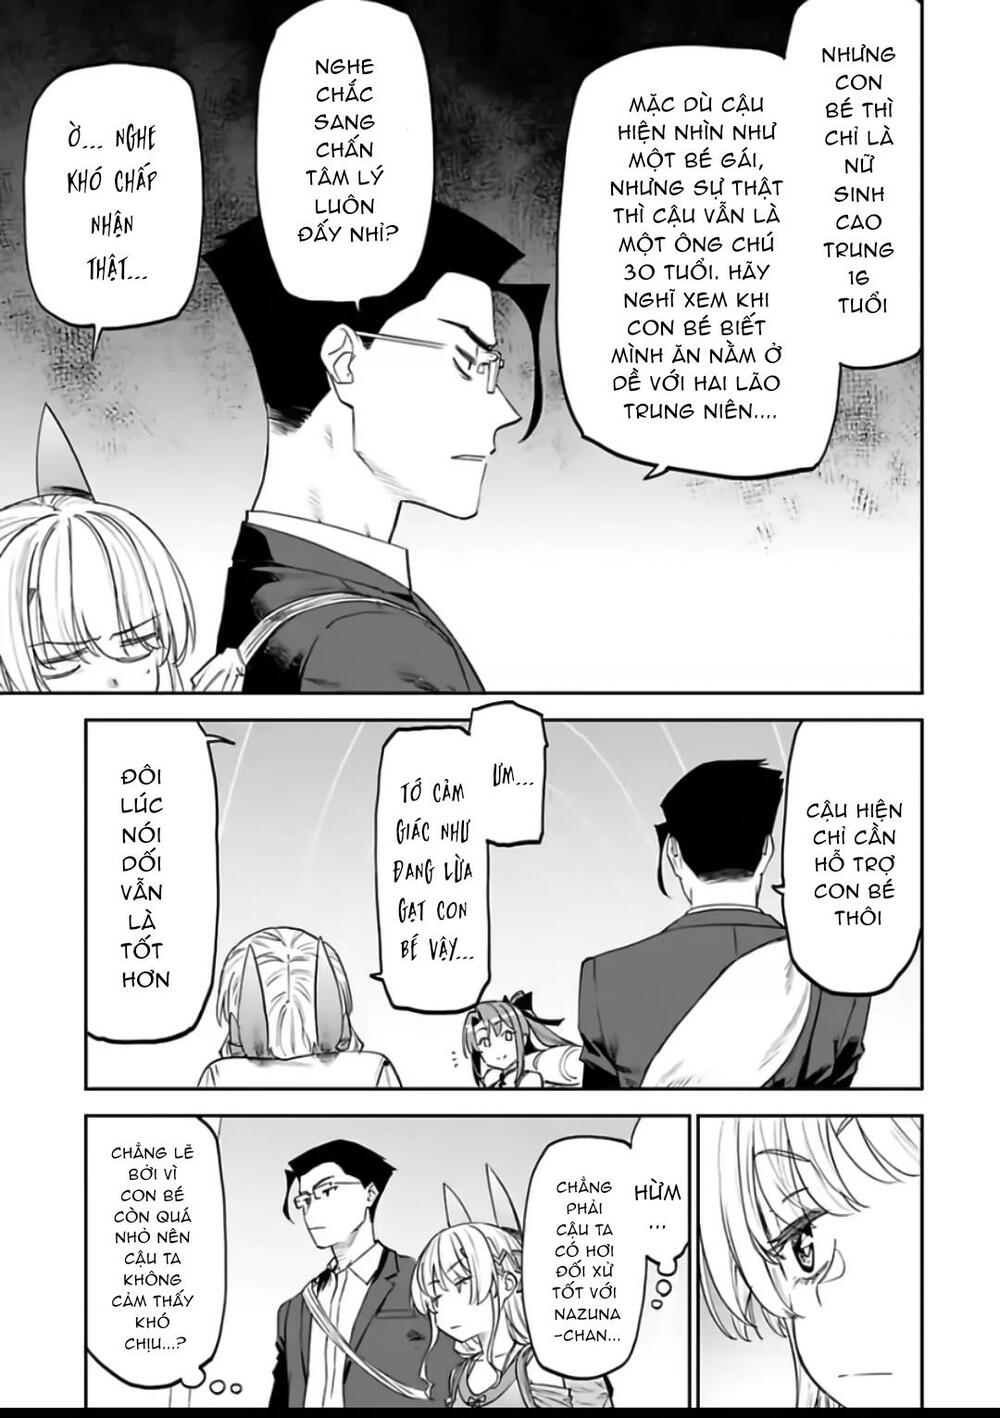 NHƯNG
CON
BÉ THÌ
CHỈ LÀ
NỮ
SINH
CAO
TRUNG
16
TUỔI
MẶC DÙ CẬU
HIỆN NHÌN NHƯ
MỘT BÉ GÁI,
NHƯNG SỰ THẬT
THÌ CẬU VẪN LÀ
MỘT ÔNG CHÚ
30 TUỔI. HÃY
NGHĨ XEM KHI
CON BÉ BIẾT
MÌNH ĂN NẰM Ở
DỀ VỚI HAI LÃO
TRUNG NIÊN....
NGHE
CHẮC
SANG
CHẤN
TÂM LÝ
LUÔN
ĐẤY NHỈ?
Ờ... NGHE
KHÓ CHẤP
NHẬN
THẬT...
CẬU HIỆN
CHỈ CẦN
HỖ TRỢ
CON BÉ
THÔI
ƯM...
TỚ CẢM
GIÁC NHƯ
ĐANG LỪA
GẠT CON
BÉ VẬY...
ĐÔI
LÚC
NÓI
DỐI
VẪN
LÀ
TỐT
HƠN
HỪM
...
CHẲNG
PHẢI
CẬU TA
CÓ HƠI
ĐỐI XỬ
TỐT VỚI
NAZUNA
-CHAN...
CHẲNG LẼ
BỞI VÌ
CON BÉ
CÒN QUÁ
NHỎ NÊN
CẬU TA
KHÔNG
CẢM THẤY
KHÓ
CHỊU...?